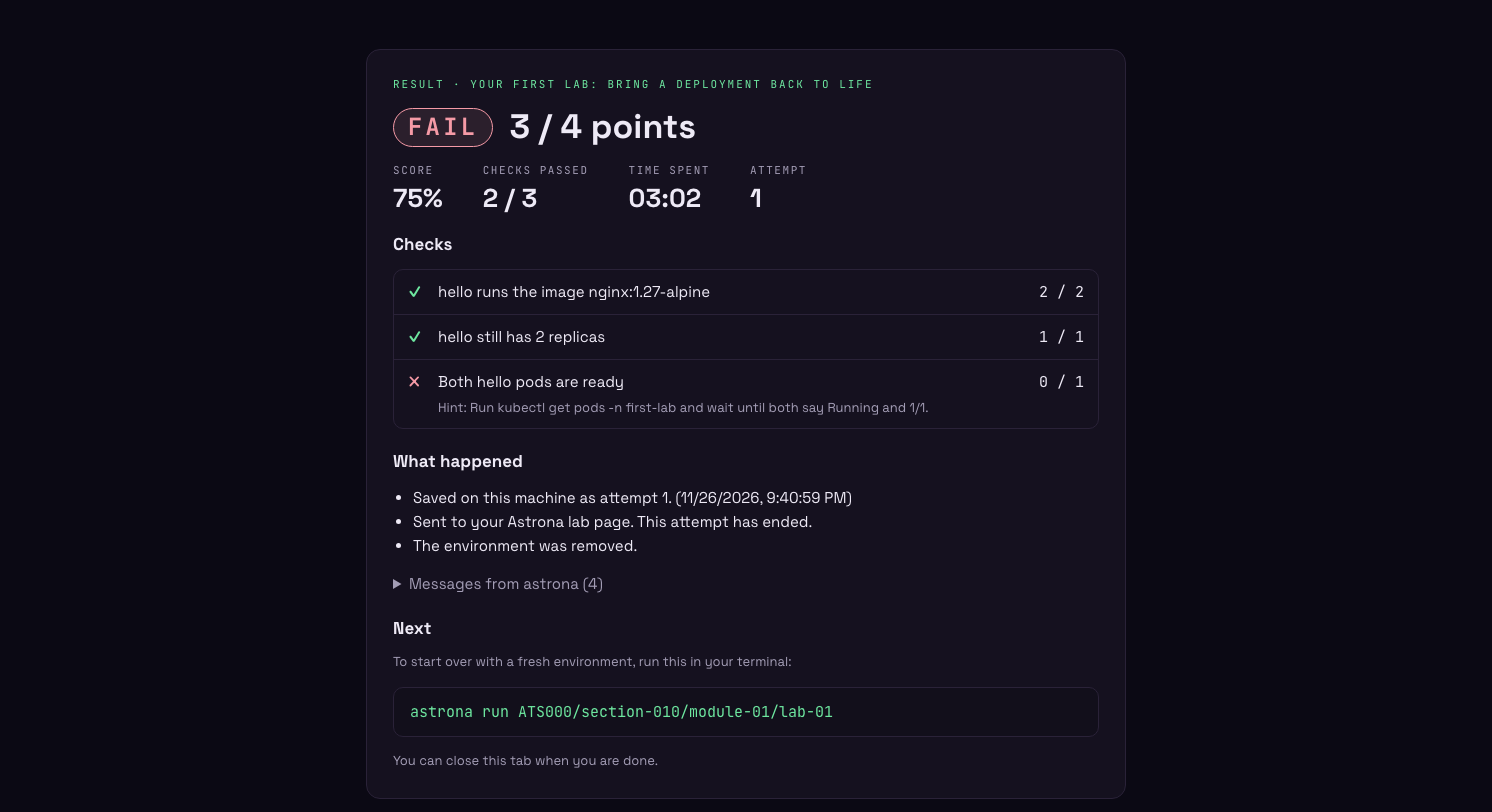 RESULT · YOUR FIRST LAB: BRING A DEPLOYMENT BACK TO LIFE
FAIL 3 / 4 points
SCORE CHECKS PASSED TIME SPENT ATTEMPT
75% 2 / 3 03:02 1
Checks
✓ hello runs the image nginx:1.27-alpine 2 / 2
✓ hello still has 2 replicas 1 / 1
✕ Both hello pods are ready 0 / 1
Hint: Run kubectl get pods -n first-lab and wait until both say Running and 1/1.
What happened
• Saved on this machine as attempt 1. (11/26/2026, 9:40:59 PM)
• Sent to your Astrona lab page. This attempt has ended.
• The environment was removed.
▶ Messages from astrona (4)
Next
To start over with a fresh environment, run this in your terminal:
astrona run ATS000/section-010/module-01/lab-01
You can close this tab when you are done.